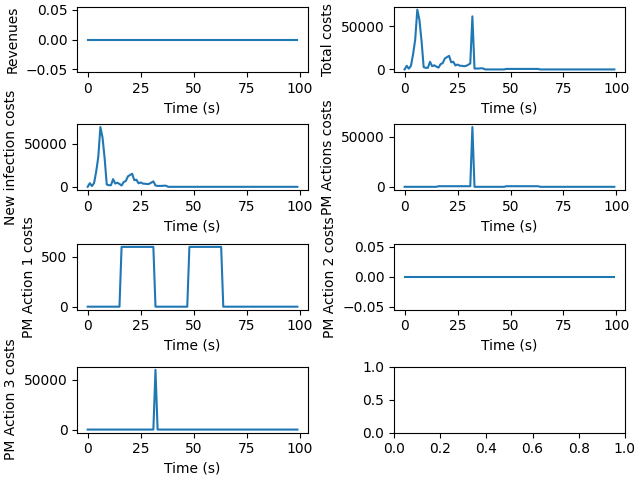 Revenues
0.05
0.00
−0.05
0 25 50 75 100
Time (s)
Total costs
50000
0
0 25 50 75 100
Time (s)
New infection costs
50000
0
0 25 50 75 100
Time (s)
PM Actions costs
50000
0
0 25 50 75 100
Time (s)
PM Action 1 costs
500
0
0 25 50 75 100
Time (s)
PM Action 2 costs
0.05
0.00
−0.05
0 25 50 75 100
Time (s)
PM Action 3 costs
50000
0
0 25 50 75 100
Time (s)
1.0
0.5
0.0
0.0 0.2 0.4 0.6 0.8 1.0